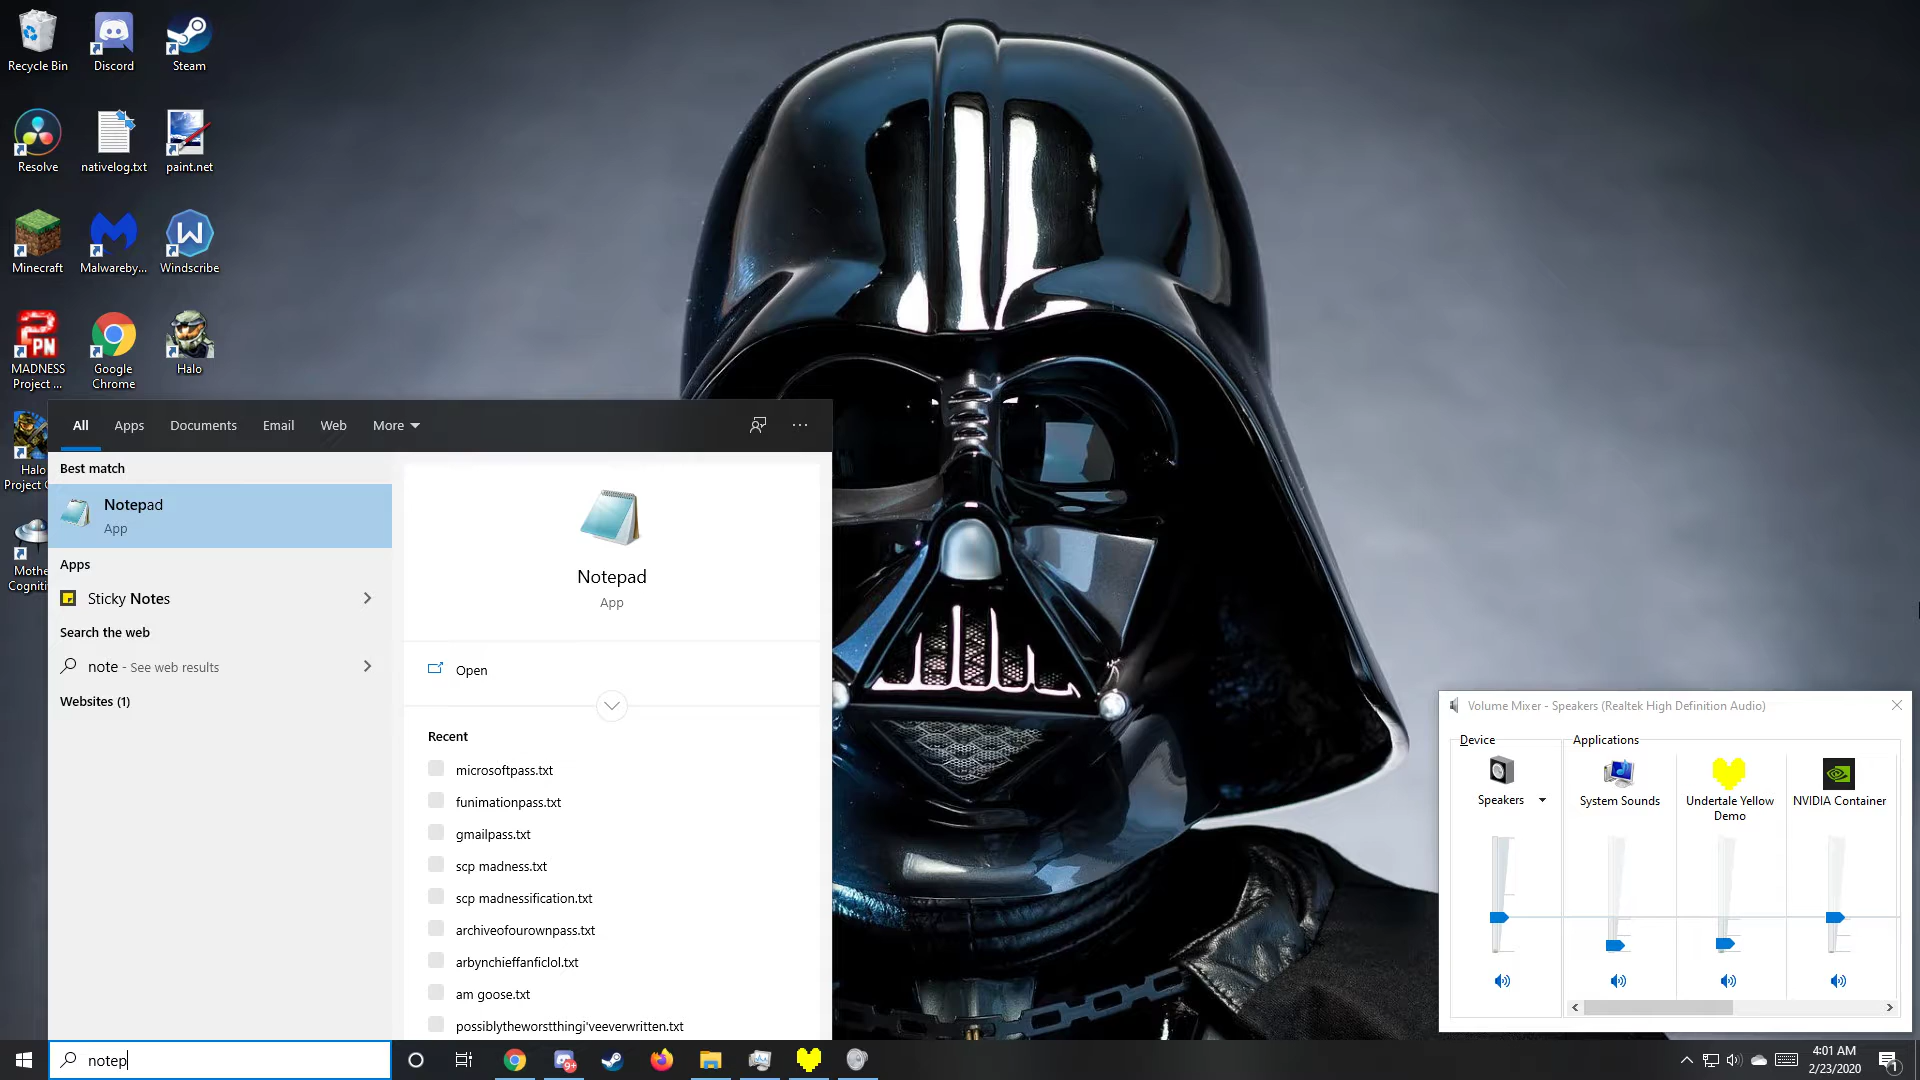 Recycle Bin
Discord
Steam
Resolve
nativelog.txt
paint.net
Minecraft
Malwareby...
Windscribe
MADNESS
Project ...
Google
Chrome
Halo
Halo
Project
Mothe
Cogniti
All
Apps
Documents
Email
Web
More
Best match
Notepad
App
Apps
Sticky Notes
Search the web
note - See web results
Websites (1)
Notepad
App
Open
Recent
microsoftpass.txt
funimationpass.txt
gmailpass.txt
scp madness.txt
scp madnessification.txt
archiveofourownpass.txt
arbynchieffanficlol.txt
am goose.txt
possiblytheworstthingi'veeverwritten.txt
Volume Mixer - Speakers (Realtek High Definition Audio)
Device
Applications
Speakers
System Sounds
Undertale Yellow
Demo
NVIDIA Container
notep
9+
4:01 AM
2/23/2020
1